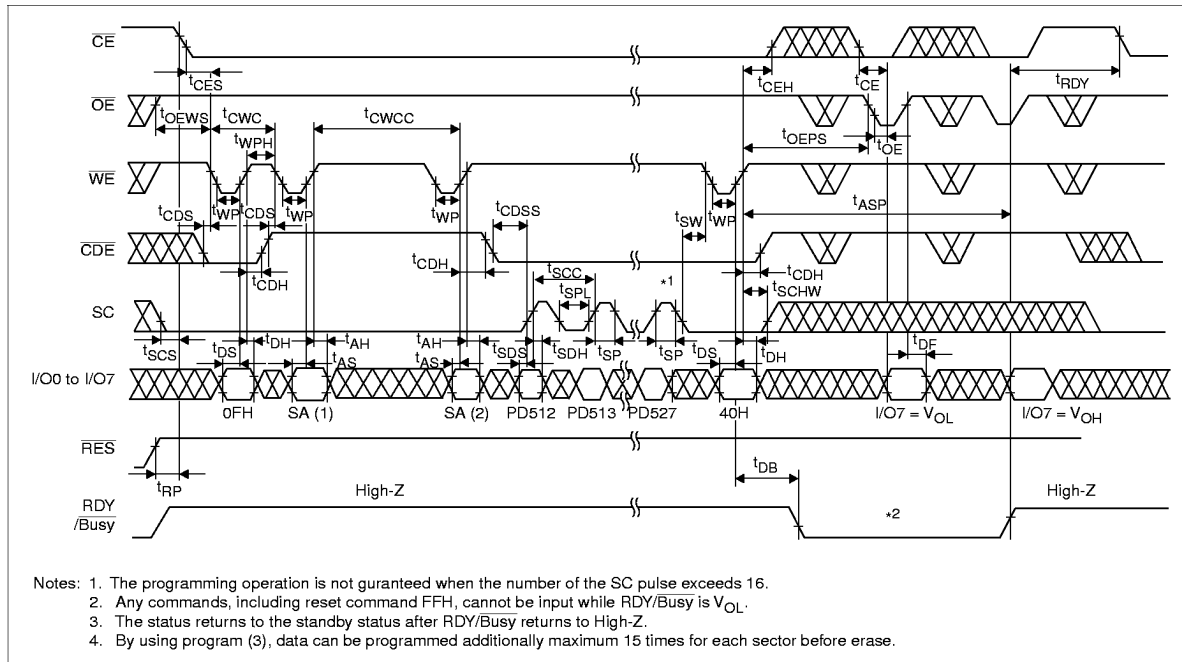 CE
tCES
tCEH
tCE
tRDY
OE
tOEWS
tCWC
tCWCC
tWPH
tOEPS
tOE
WE
tCDS
tWP
tCDS
tWP
tWP
tCDSS
tSW
tWP
tASP
CDE
tCDH
tCDH
tSCC
tSPL
*1
tCDH
tSCHW
SC
tSCS
tDS
tDH
tAS
tAH
tAH
tAS
tSDS
tSDH
tSP
tSP
tDS
tDH
tDF
I/O0 to I/O7
0FH
SA (1)
SA (2)
PD512
PD513
PD527
40H
I/O7 = VOL
I/O7 = VOH
RES
tRP
tDB
RDY
/Busy
High-Z
*2
High-Z
Notes: 1. The programming operation is not guranteed when the number of the SC pulse exceeds 16.
2. Any commands, including reset command FFH, cannot be input while RDY/Busy is VOL.
3. The status returns to the standby status after RDY/Busy returns to High-Z.
4. By using program (3), data can be programmed additionally maximum 15 times for each sector before erase.